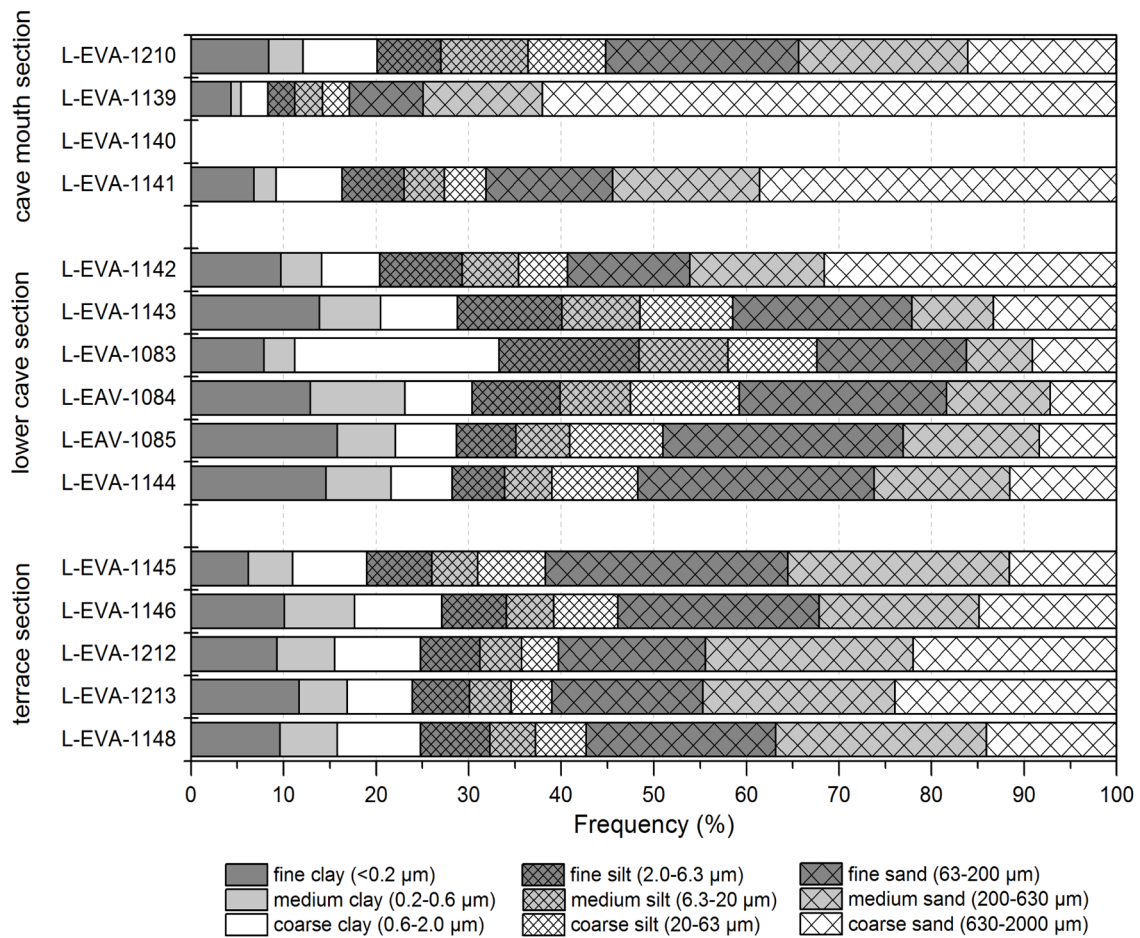 cave mouth section
L-EVA-1210
L-EVA-1139
L-EVA-1140
L-EVA-1141
lower cave section
L-EVA-1142
L-EVA-1143
L-EVA-1083
L-EAV-1084
L-EAV-1085
L-EVA-1144
terrace section
L-EVA-1145
L-EVA-1146
L-EVA-1212
L-EVA-1213
L-EVA-1148
0 10 20 30 40 50 60 70 80 90 100
Frequency (%)
fine clay (<0.2 µm) fine silt (2.0-6.3 µm) fine sand (63-200 µm)
medium clay (0.2-0.6 µm) medium silt (6.3-20 µm) medium sand (200-630 µm)
coarse clay (0.6-2.0 µm) coarse silt (20-63 µm) coarse sand (630-2000 µm)